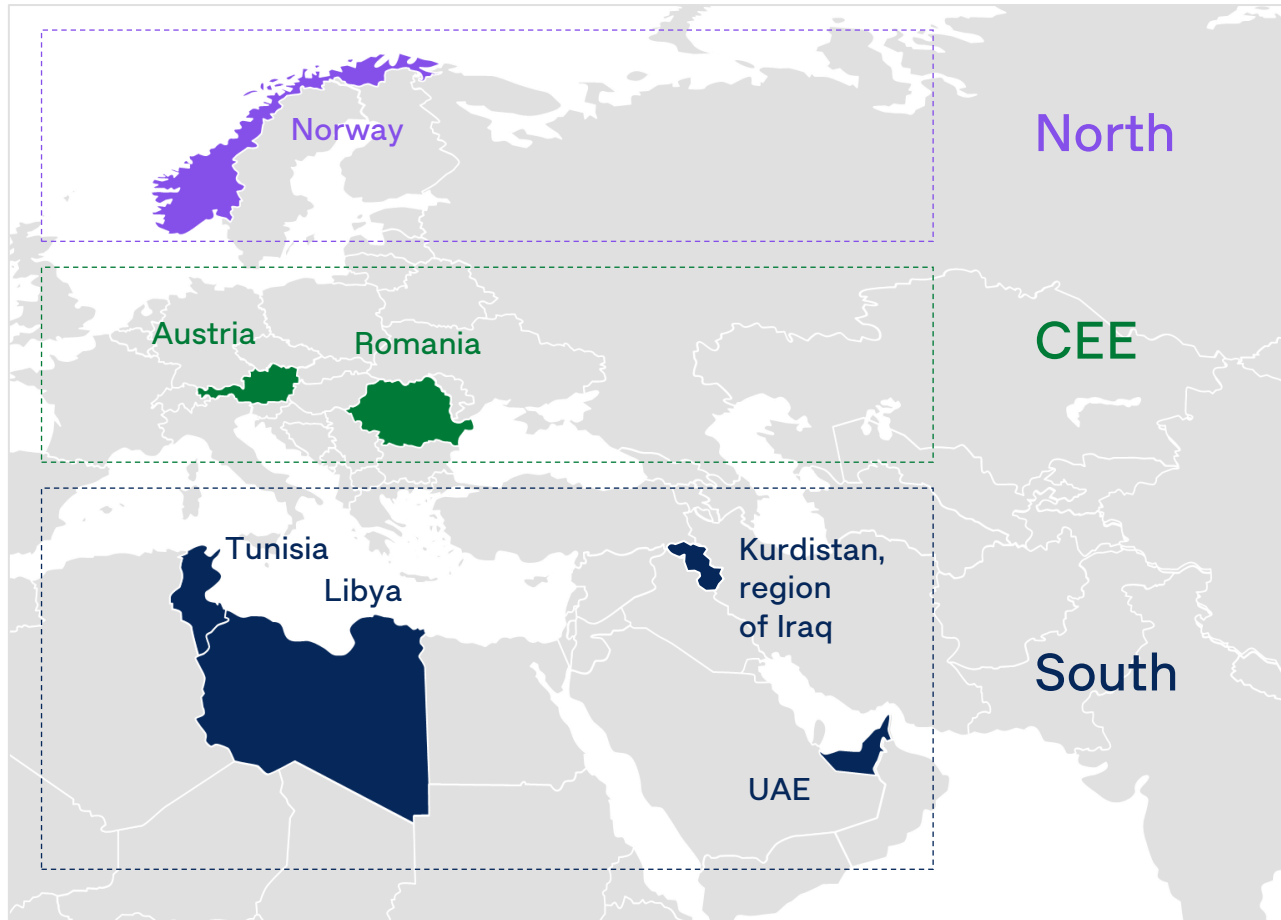 Norway
North
Austria
Romania
CEE
Tunisia
Libya
Kurdistan,
region
of Iraq
South
UAE